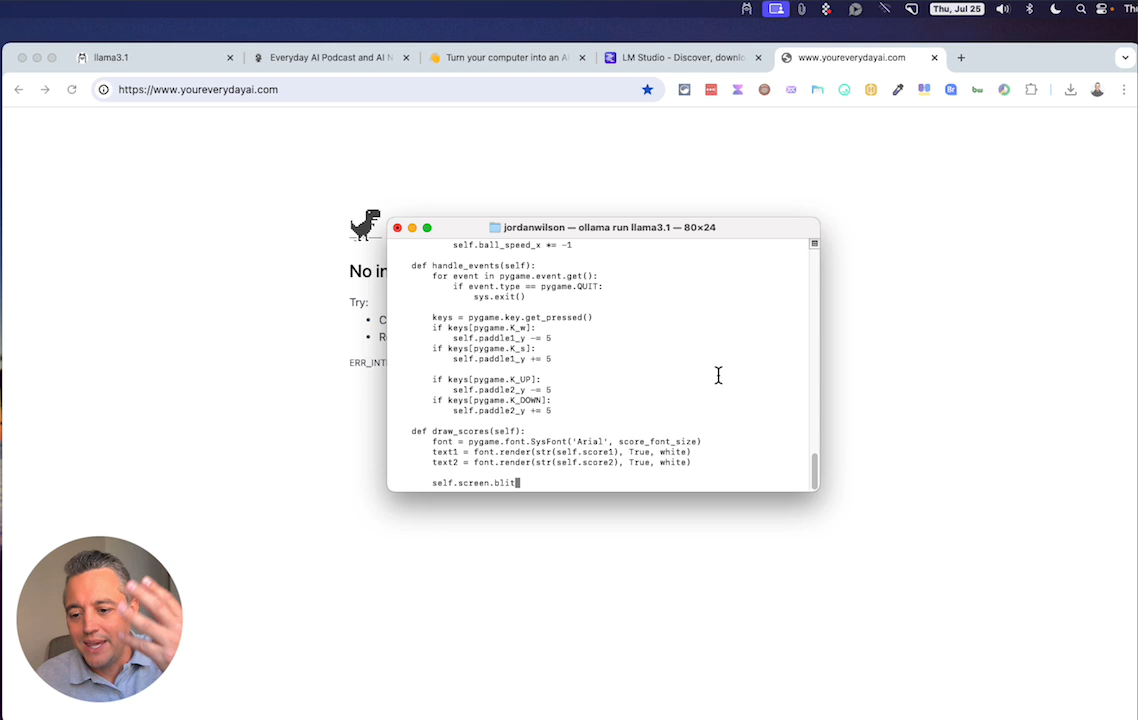 Thu, Jul 25
Thu
llama3.1
Everyday AI Podcast and AI N
Turn your computer into an AI
LM Studio - Discover, downlo
www.youreverydayai.com
https://www.youreverydayai.com
Br
bw
No in
Try:
C
R
ERR_INT
jordanwilson — ollama run llama3.1 — 80×24
self.ball_speed_x *= -1
def handle_events(self):
for event in pygame.event.get():
if event.type == pygame.QUIT:
sys.exit()
keys = pygame.key.get_pressed()
if keys[pygame.K_w]:
self.paddle1_y -= 5
if keys[pygame.K_s]:
self.paddle1_y += 5
if keys[pygame.K_UP]:
self.paddle2_y -= 5
if keys[pygame.K_DOWN]:
self.paddle2_y += 5
def draw_scores(self):
font = pygame.font.SysFont('Arial', score_font_size)
text1 = font.render(str(self.score1), True, white)
text2 = font.render(str(self.score2), True, white)
self.screen.blit